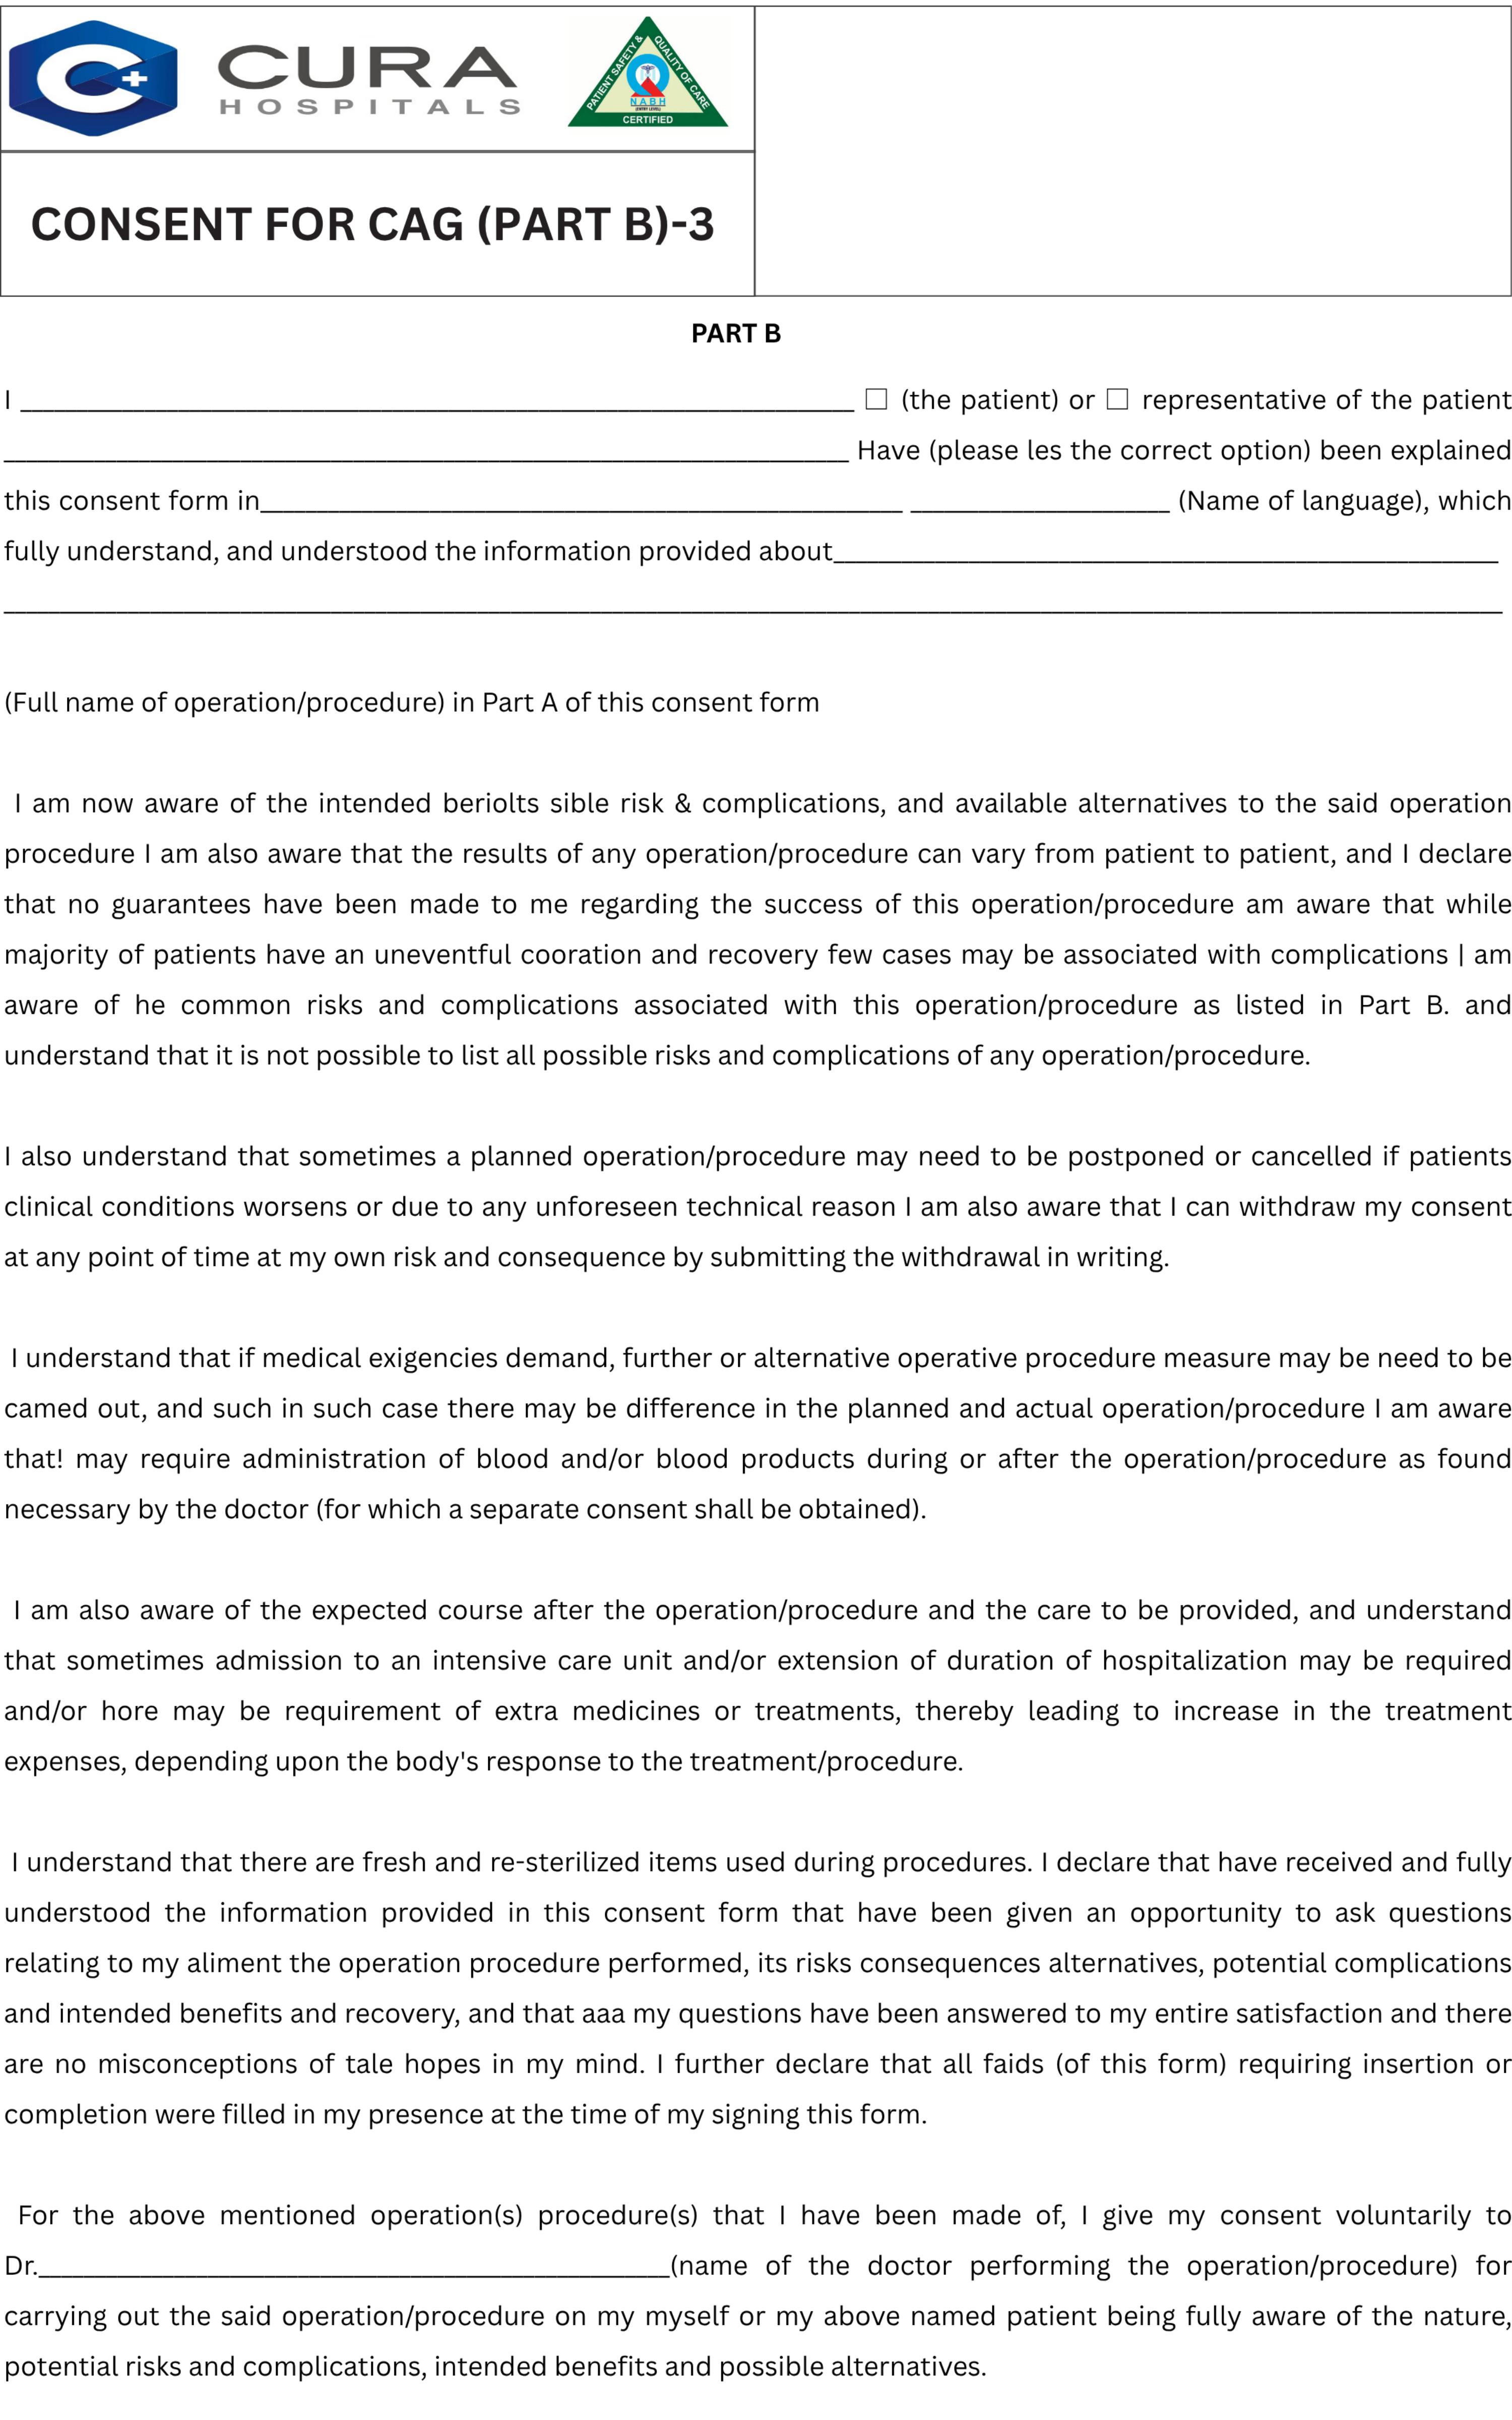 CURA
HOSPITALS
PATIENT SAFETY & QUALITY OF CARE
NABH
(ENTRY LEVEL)
CERTIFIED
CONSENT FOR CAG (PART B)-3
PART B
I ______________________________ ☐ (the patient) or ☐ representative of the patient
______________________________ Have (please les the correct option) been explained
this consent form in______________________________ __________ (Name of language), which
fully understand, and understood the information provided about______________________________
____________________________________________________________
(Full name of operation/procedure) in Part A of this consent form
I am now aware of the intended beriolts sible risk & complications, and available alternatives to the said operation
procedure I am also aware that the results of any operation/procedure can vary from patient to patient, and I declare
that no guarantees have been made to me regarding the success of this operation/procedure am aware that while
majority of patients have an uneventful cooration and recovery few cases may be associated with complications | am
aware of he common risks and complications associated with this operation/procedure as listed in Part B. and
understand that it is not possible to list all possible risks and complications of any operation/procedure.
I also understand that sometimes a planned operation/procedure may need to be postponed or cancelled if patients
clinical conditions worsens or due to any unforeseen technical reason I am also aware that I can withdraw my consent
at any point of time at my own risk and consequence by submitting the withdrawal in writing.
I understand that if medical exigencies demand, further or alternative operative procedure measure may be need to be
camed out, and such in such case there may be difference in the planned and actual operation/procedure I am aware
that! may require administration of blood and/or blood products during or after the operation/procedure as found
necessary by the doctor (for which a separate consent shall be obtained).
I am also aware of the expected course after the operation/procedure and the care to be provided, and understand
that sometimes admission to an intensive care unit and/or extension of duration of hospitalization may be required
and/or hore may be requirement of extra medicines or treatments, thereby leading to increase in the treatment
expenses, depending upon the body's response to the treatment/procedure.
I understand that there are fresh and re-sterilized items used during procedures. I declare that have received and fully
understood the information provided in this consent form that have been given an opportunity to ask questions
relating to my aliment the operation procedure performed, its risks consequences alternatives, potential complications
and intended benefits and recovery, and that aaa my questions have been answered to my entire satisfaction and there
are no misconceptions of tale hopes in my mind. I further declare that all faids (of this form) requiring insertion or
completion were filled in my presence at the time of my signing this form.
For the above mentioned operation(s) procedure(s) that I have been made of, I give my consent voluntarily to
Dr.______________________________(name of the doctor performing the operation/procedure) for
carrying out the said operation/procedure on my myself or my above named patient being fully aware of the nature,
potential risks and complications, intended benefits and possible alternatives.